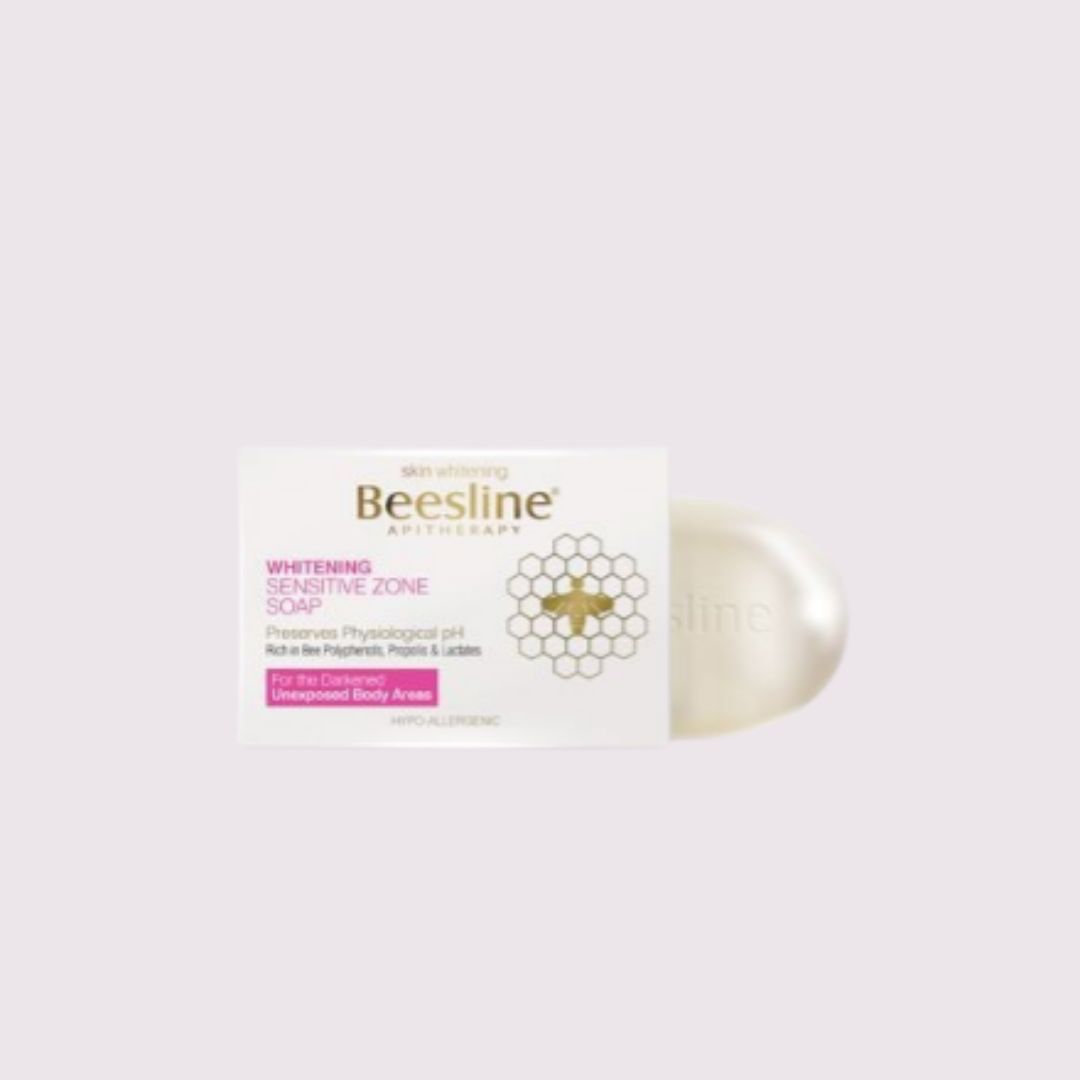 skin whitening
Beesline®
APITHERAPY
WHITENING
SENSITIVE ZONE
SOAP
Preserves Physiological pH
Rich in Bee Polyphenols, Propolis & Lactates
For the Darkened
Unexposed Body Areas
HYPO-ALLERGENIC
sline